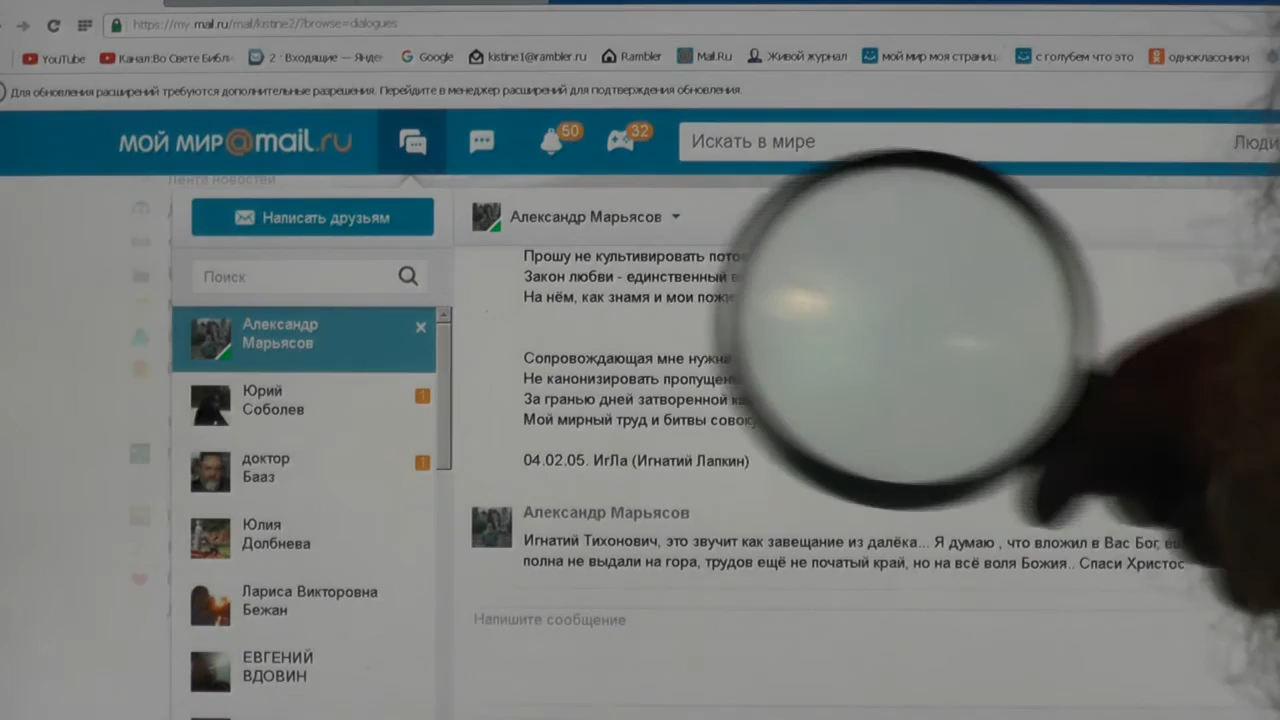 https://my.mail.ru/mail/kistine2/?browse=dialogues
YouTube Канал:Во Свете Библ 2 · Входящие — Янде Google kistine1@rambler.ru Rambler Mail.Ru Живой журнал мой мир моя страниц с голубем что это одноклассники
Для обновления расширений требуются дополнительные разрешения. Перейдите в менеджер расширений для подтверждения обновления.
МОЙ МИР@mail.ru 50 32 Искать в мире Люди
Лента новостей
Написать друзьям
Александр Марьясов
Поиск
Александр
Марьясов
Юрий 1
Соболев
доктор 1
Бааз
Юлия
Долбнева
Лариса Викторовна
Бежан
ЕВГЕНИЙ
ВДОВИН
Прошу не культивировать
Закон любви - единственный
На нём, как знамя и мои
Сопровождающая мне
Не канонизировать
За гранью дней затворенной
Мой мирный труд и битвы
04.02.05. ИгЛа (Игнатий Лапкин)
Александр Марьясов
Игнатий Тихонович, это звучит как завещание из далёка... Я думаю , что вложил в Вас Бог,
полна не выдали на гора, трудов ещё не початый край, но на всё воля Божия.. Спаси Христос
Напишите сообщение